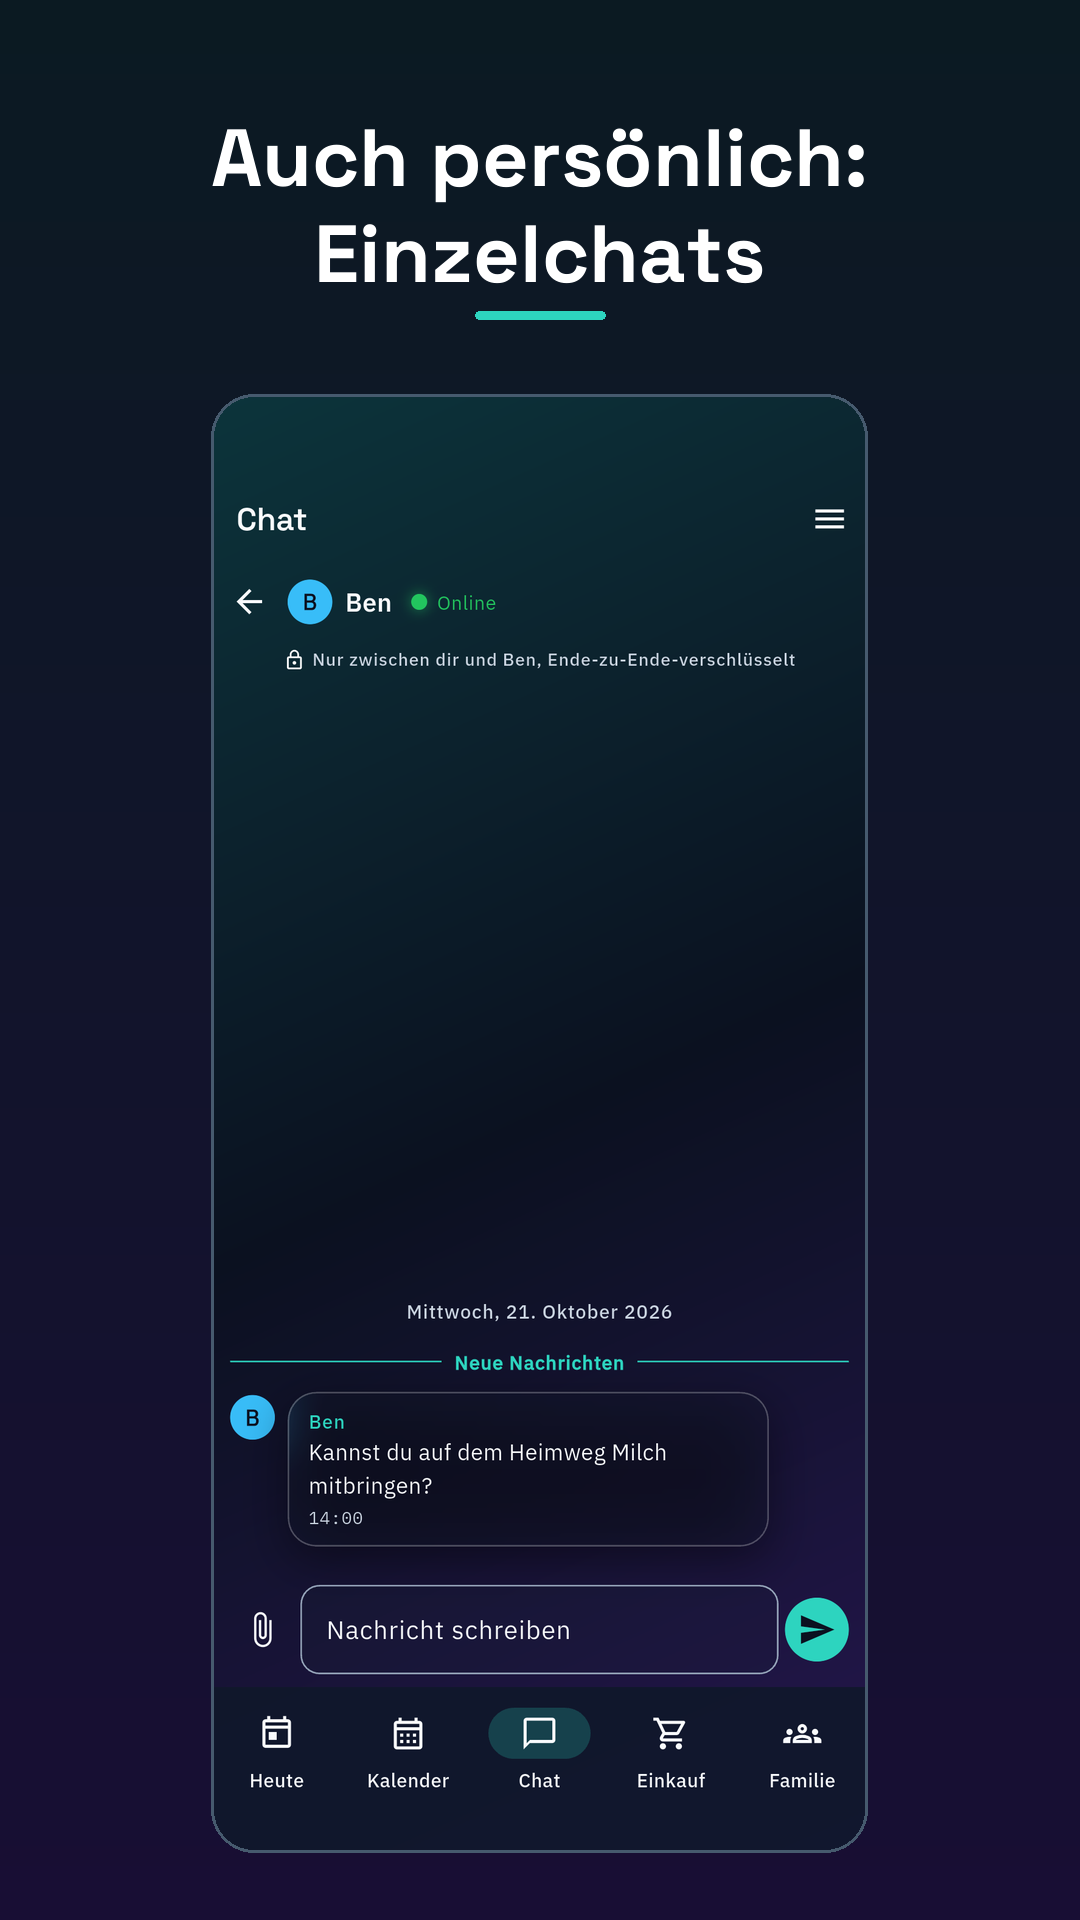 Auch persönlich:
Einzelchats
Chat
B
Ben
Online
Nur zwischen dir und Ben, Ende-zu-Ende-verschlüsselt
Mittwoch, 21. Oktober 2026
Neue Nachrichten
B
Ben
Kannst du auf dem Heimweg Milch
mitbringen?
14:00
Nachricht schreiben
Heute
Kalender
Chat
Einkauf
Familie